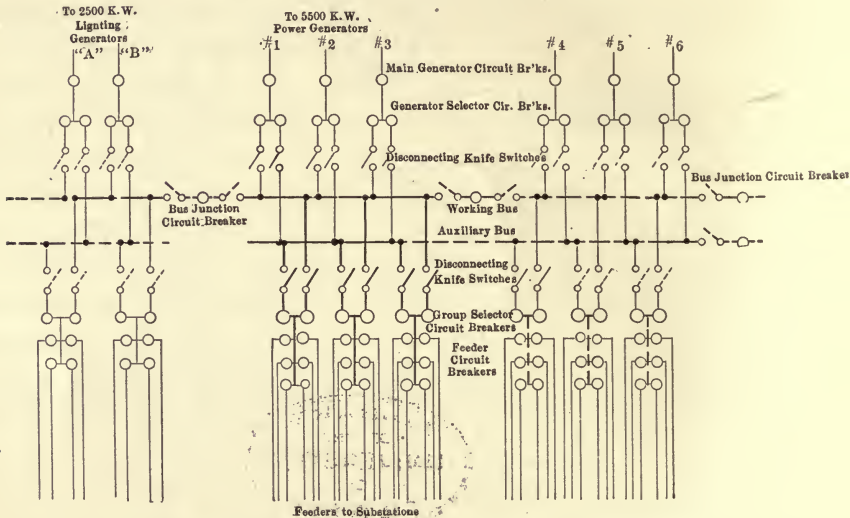 To 2500 K.W.
Lighting
Generators
"A" "B"
To 5500 K.W.
Power Generators
#1 #2 #3
#4 #5 #6
Main Generator Circuit Br'ks.
Generator Selector Cir. Br'ks.
Disconnecting Knife Switches
Bus Junction Circuit Breaker
Bus Junction
Circuit Breaker
Working Bus
Auxiliary Bus
Disconnecting
Knife Switches
Group Selector
Circuit Breakers
Feeder
Circuit
Breakers
Feeders to Substations